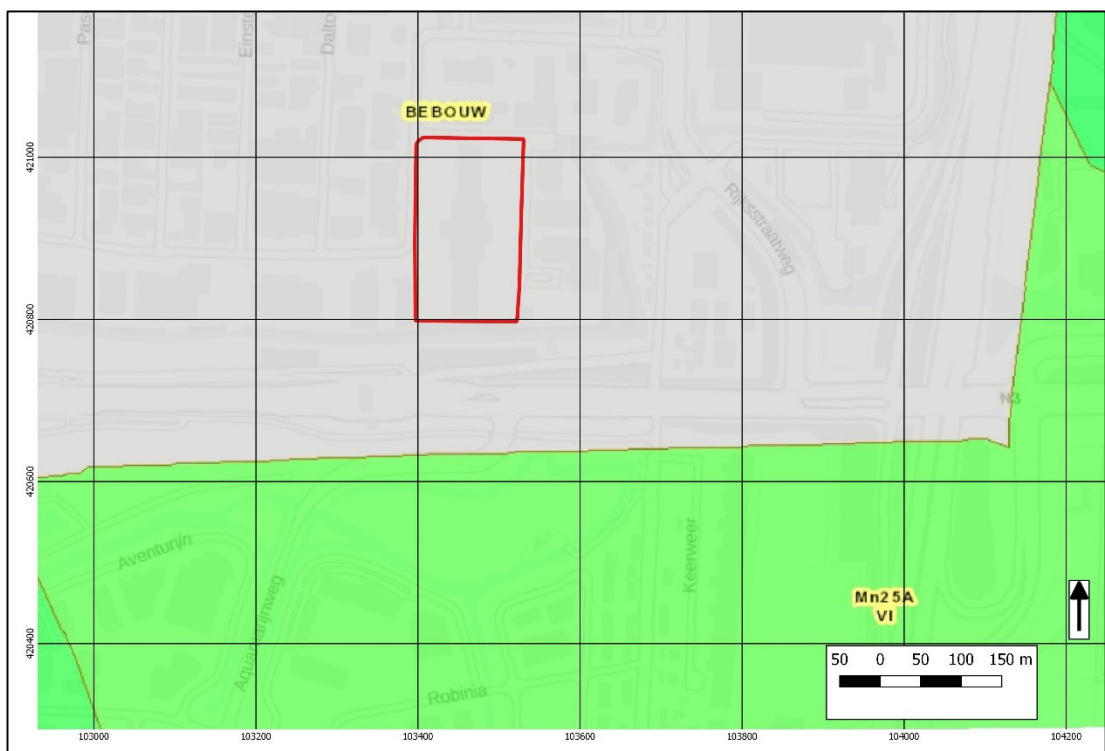 Pas
Einste
Dalto
BEBOUW
421000
Rijksstraatweg
420800
N3
420600
Aventurijn
Aquamarijnweg
Keerweer
Mn25A
VI
420400
Robinia
50 0 50 100 150 m
103000 103200 103400 103600 103800 104000 104200